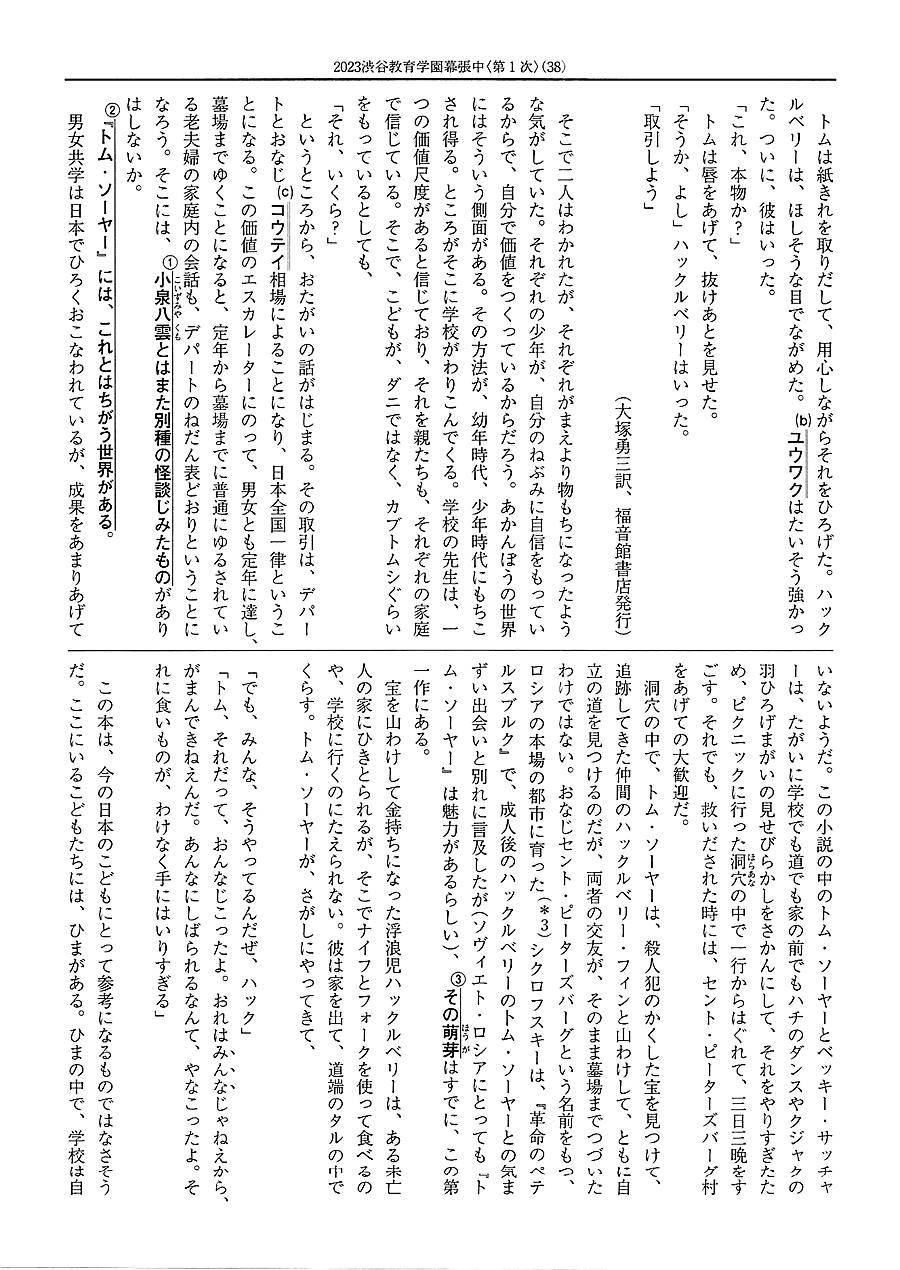 2023渋谷教育学園幕張中〈第1次〉(38)
トムは紙きれを取りだして、用心しながらそれをひろげた。ハック
ルベリーは、ほしそうな目でながめた。(b)ユウワクはたいそう強かっ
た。ついに、彼はいった。
「これ、本物か?」
トムは唇をあげて、抜けあとを見せた。
「そうか、よし」ハックルベリーはいった。
「取引しよう」
(大塚勇三訳、福音館書店発行)
そこで二人はわかれたが、それぞれがまえより物もちになったよう
な気がしていた。それぞれの少年が、自分のねぶみに自信をもってい
るからで、自分で価値をつくっているからだろう。あかんぼうの世界
にはそういう側面がある。その方法が、幼年時代、少年時代にもちこ
され得る。ところがそこに学校がわりこんでくる。学校の先生は、一
つの価値尺度があると信じており、それを親たちも、それぞれの家庭
で信じている。そこで、こどもが、ダニではなく、カブトムシぐらい
をもっているとしても、
「それ、いくら?」
というところから、おたがいの話がはじまる。その取引は、デパー
トとおなじ(c)コウテイ相場によることになり、日本全国一律というこ
とになる。この価値のエスカレーターにのって、男女とも定年に達し、
墓場までゆくことになると、定年から墓場までに普通にゆるされてい
る老夫婦の家庭内の会話も、デパートのねだん表どおりということに
なろう。そこには、①小泉八雲こいずみやくもとはまた別種の怪談じみたものがあり
はしないか。
②『トム・ソーヤー』には、これとはちがう世界がある。
男女共学は日本でひろくおこなわれているが、成果をあまりあげて
いないようだ。この小説の中のトム・ソーヤーとベッキー・サッチャ
ーは、たがいに学校でも道でも家の前でもハチのダンスやクジャクの
羽ひろげまがいの見せびらかしをさかんにして、それをやりすぎたた
め、ピクニックに行った洞穴ほらあなの中で一行からはぐれて、三日三晩をす
ごす。それでも、救いだされた時には、セント・ピーターズバーグ村
をあげての大歓迎だ。
洞穴の中で、トム・ソーヤーは、殺人犯のかくした宝を見つけて、
追跡してきた仲間のハックルベリー・フィンと山わけして、ともに自
立の道を見つけるのだが、両者の交友が、そのまま墓場までつづいた
わけではない。おなじセント・ピーターズバーグという名前をもつ、
ロシアの本場の都市に育った(*3)シクロフスキーは、『革命のペテ
ルスブルク』で、成人後のハックルベリーのトム・ソーヤーとの気ま
ずい出会いと別れに言及したが(ソヴィエト・ロシアにとっても『ト
ム・ソーヤー』は魅力があるらしい)、③その萌芽ほうがはすでに、この第
一作にある。
宝を山わけして金持ちになった浮浪児ハックルベリーは、ある未亡
人の家にひきとられるが、そこでナイフとフォークを使って食べるの
や、学校に行くのにたえられない。彼は家を出て、道端のタルの中で
くらす。トム・ソーヤーが、さがしにやってきて、
「でも、みんな、そうやってるんだぜ、ハック」
「トム、それだって、おんなじこったよ。おれはみんなじゃねえから、
がまんできねえんだ。あんなにしばられるなんて、やなこったよ。そ
れに食いものが、わけなく手にはいりすぎる」
この本は、今の日本のこどもにとって参考になるものではなさそう
だ。ここにいるこどもたちには、ひまがある。ひまの中で、学校は自